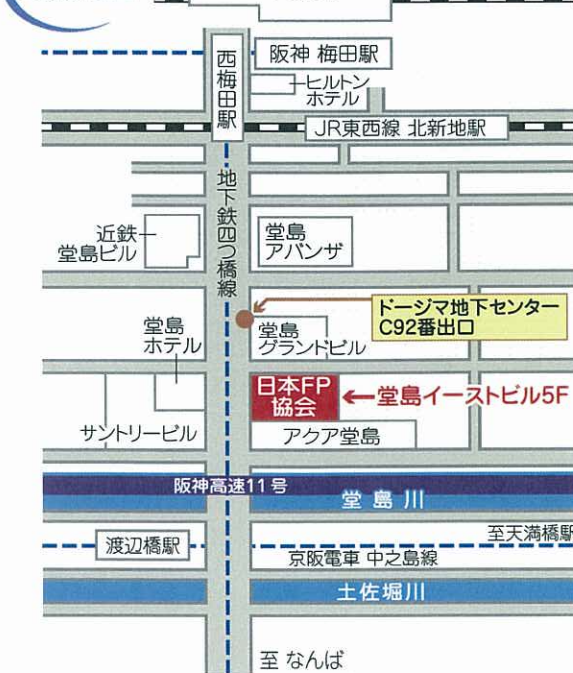 阪神 梅田駅
西梅田駅
ヒルトン
ホテル
JR東西線 北新地駅
地下鉄四つ橋線
近鉄
堂島ビル
堂島
アバンザ
ドージマ地下センター
C92番出口
堂島
ホテル
堂島
グランドビル
日本FP
協会
←堂島イーストビル5F
サントリービル
アクア堂島
阪神高速11号
堂島川
至天満橋駅
渡辺橋駅
京阪電車 中之島線
土佐堀川
至 なんば